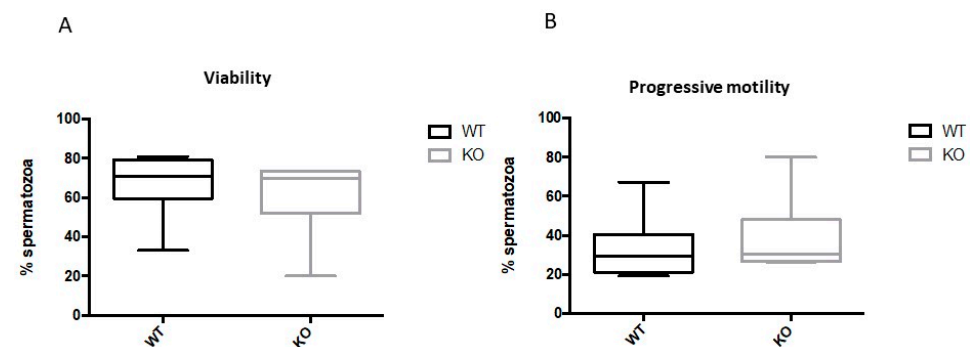 A
Viability
100
80
60
40
20
0
% spermatozoa
WT
KO
WT
KO
B
Progressive motility
100
80
60
40
20
0
% spermatozoa
WT
KO
WT
KO